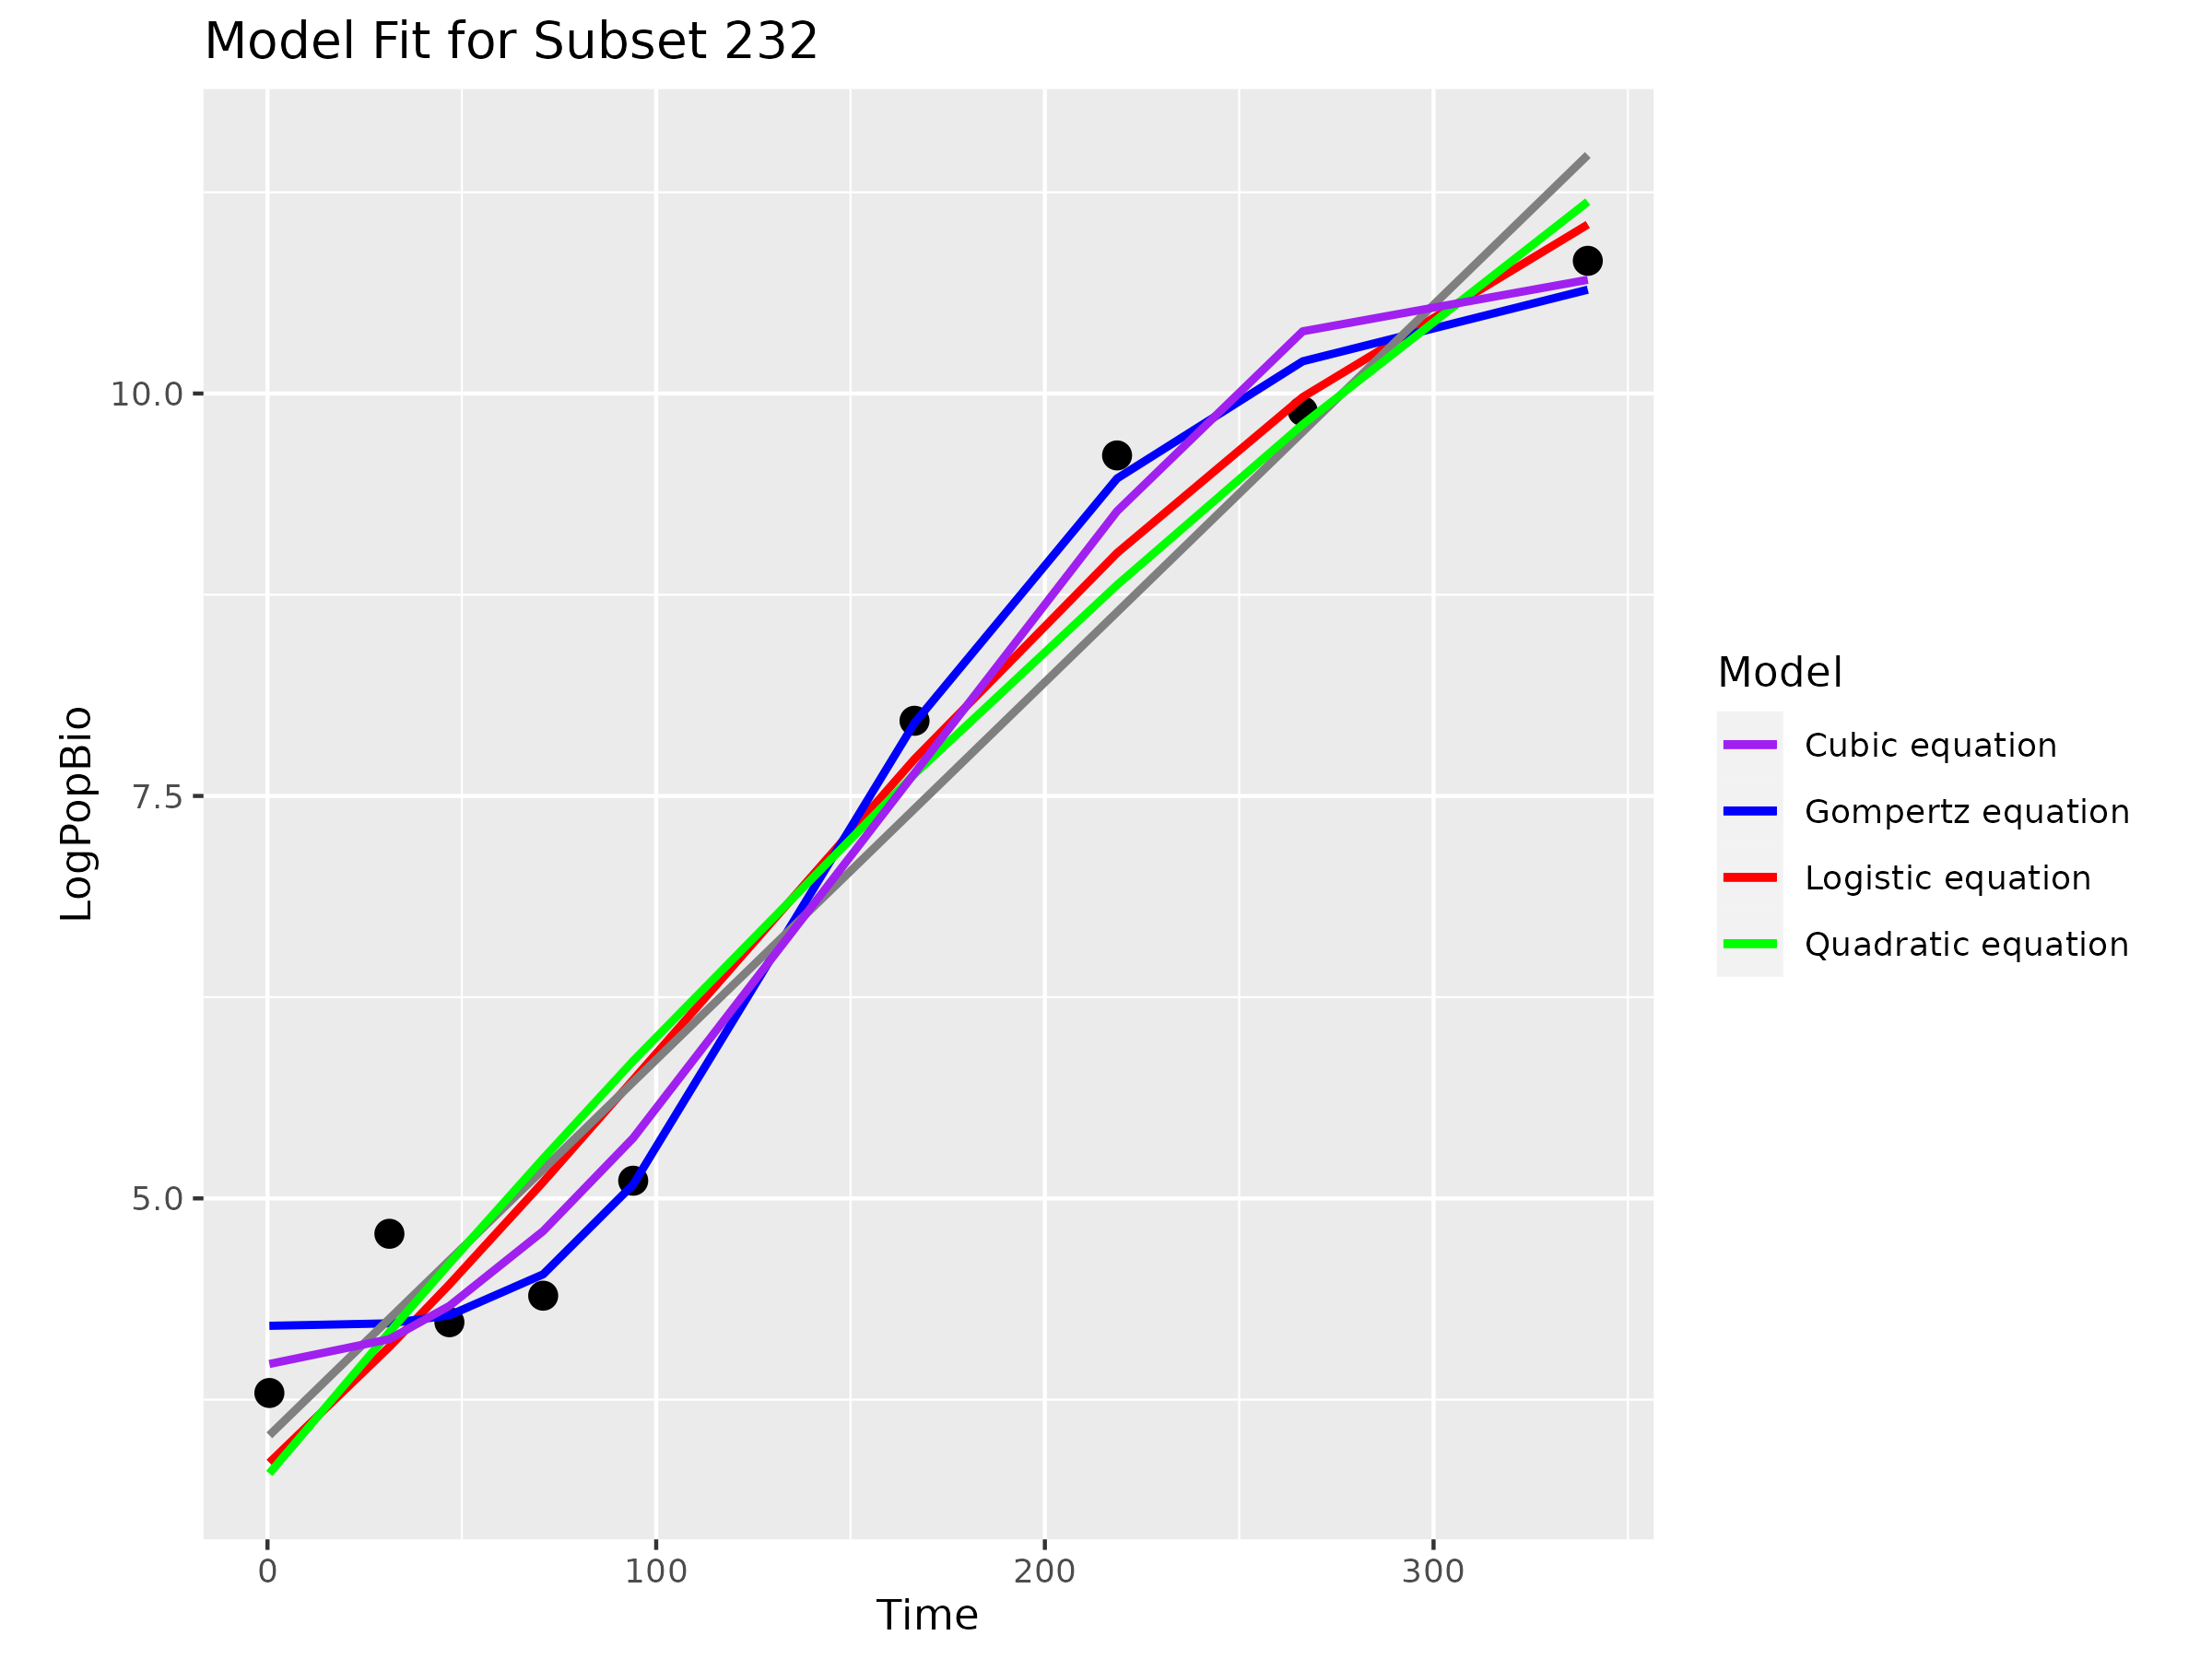 Model Fit for Subset 232
LogPopBio
10.0
7.5
5.0
0 100 200 300
Time
Model
Cubic equation
Gompertz equation
Logistic equation
Quadratic equation